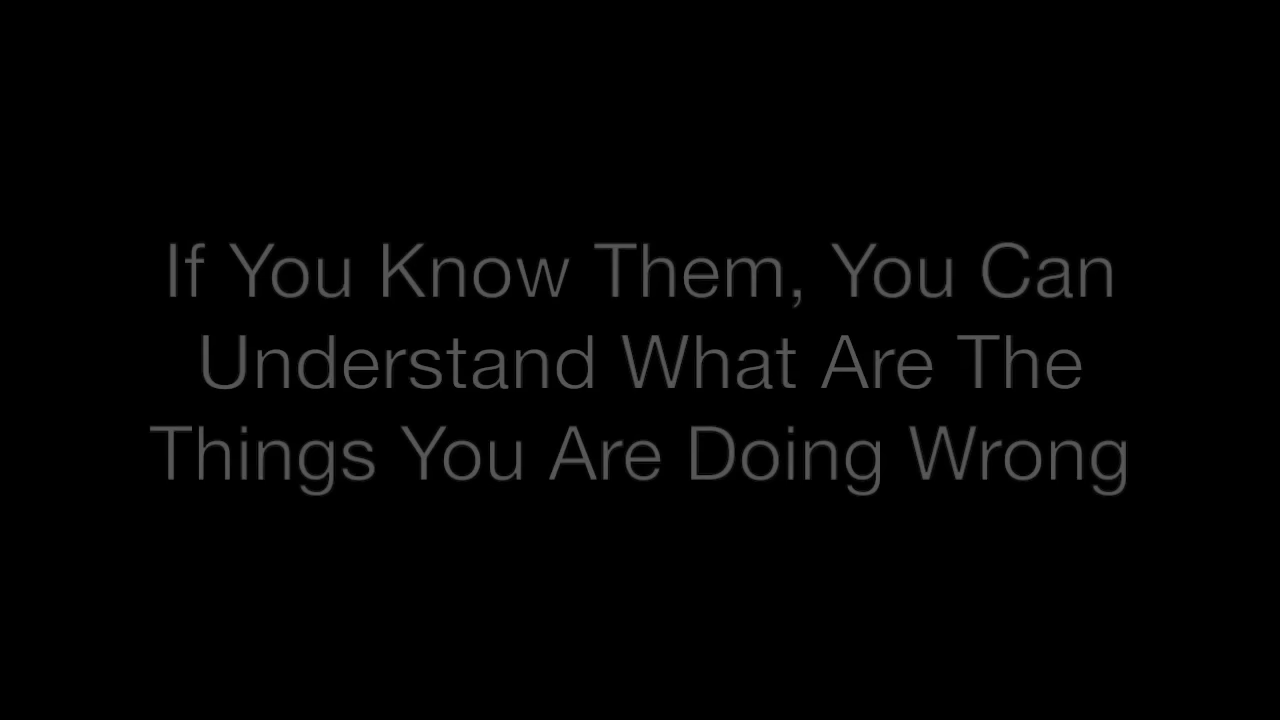 If You Know Them, You Can
Understand What Are The
Things You Are Doing Wrong